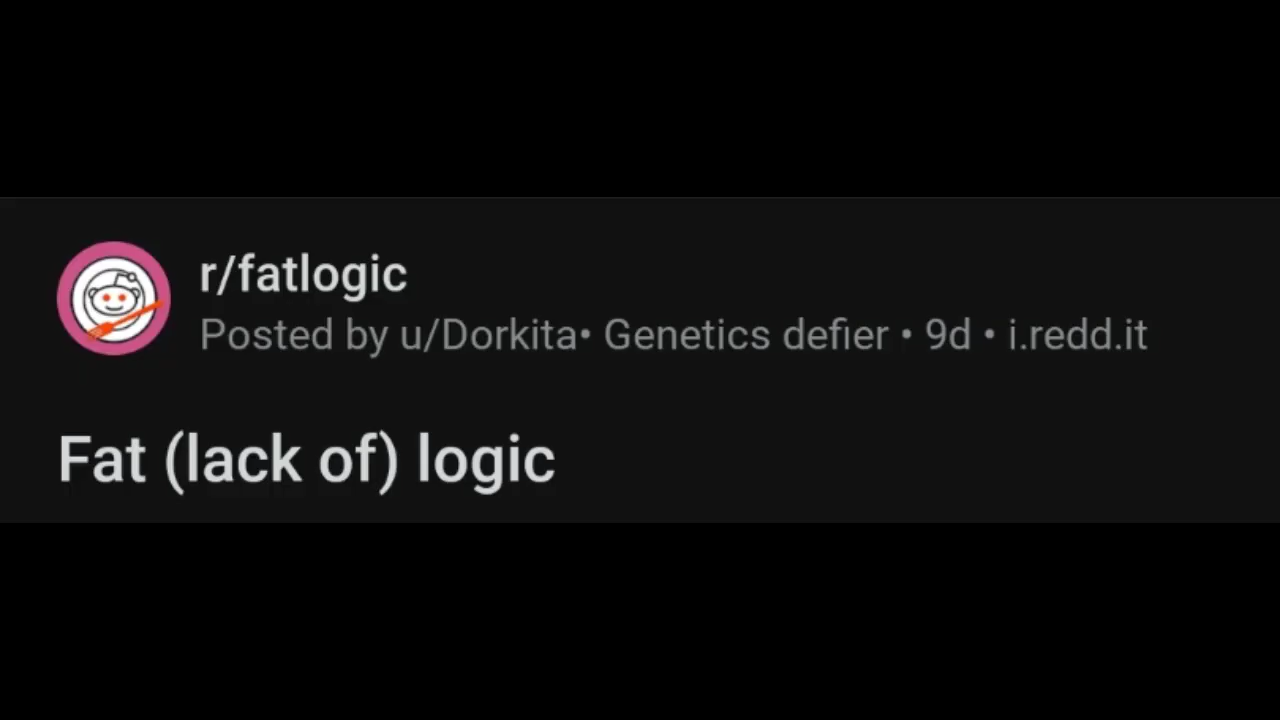 r/fatlogic
Posted by u/Dorkita• Genetics defier • 9d • i.redd.it
Fat (lack of) logic